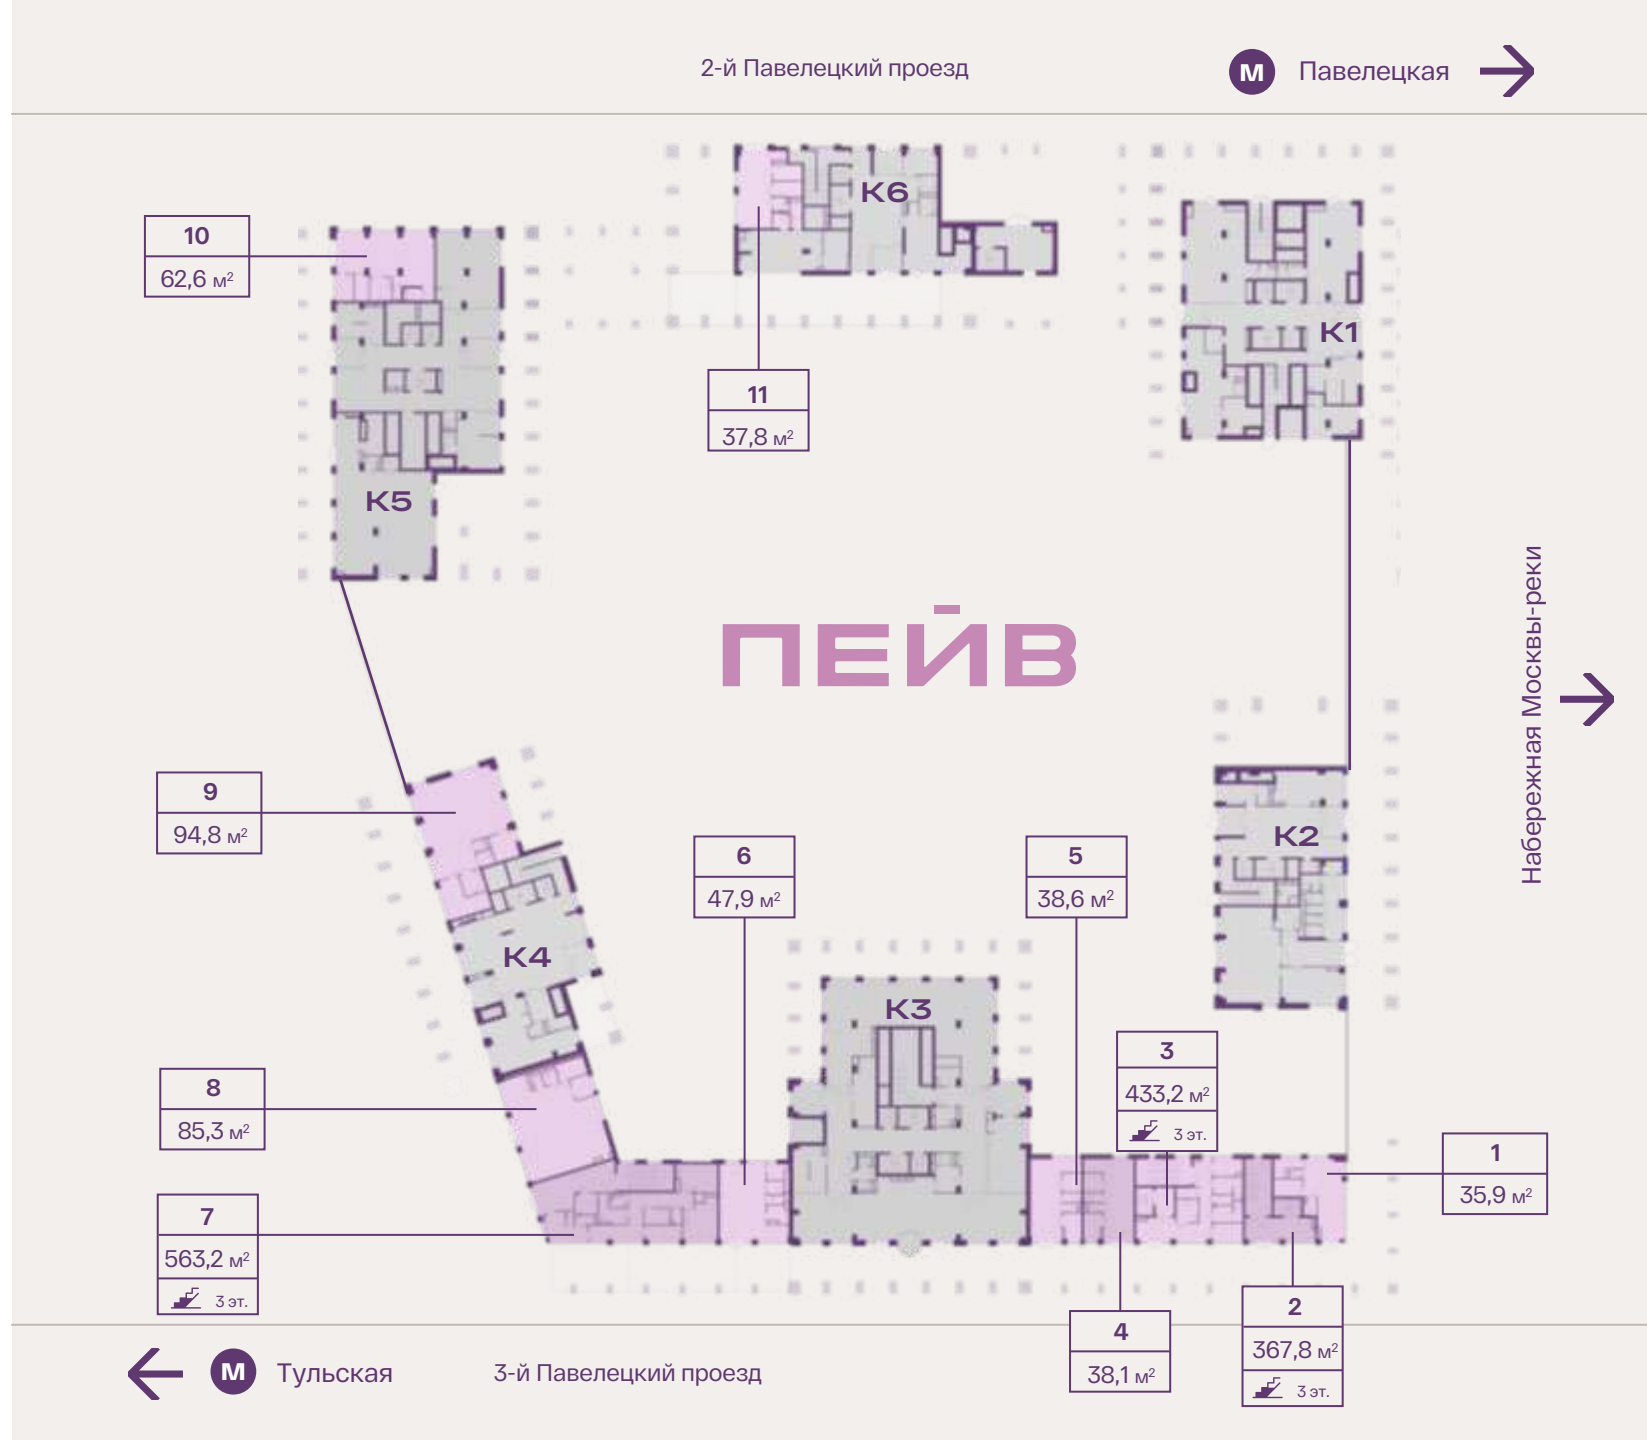 2-й Павелецкий проезд
М Павелецкая
К6
К1
10
62,6 м²
11
37,8 м²
К5
ПЕЙВ
Набережная Москвы-реки
9
94,8 м²
6
47,9 м²
5
38,6 м²
К2
К4
К3
3
433,2 м²
3 эт.
8
85,3 м²
1
35,9 м²
7
563,2 м²
3 эт.
4
38,1 м²
2
367,8 м²
3 эт.
М Тульская
3-й Павелецкий проезд